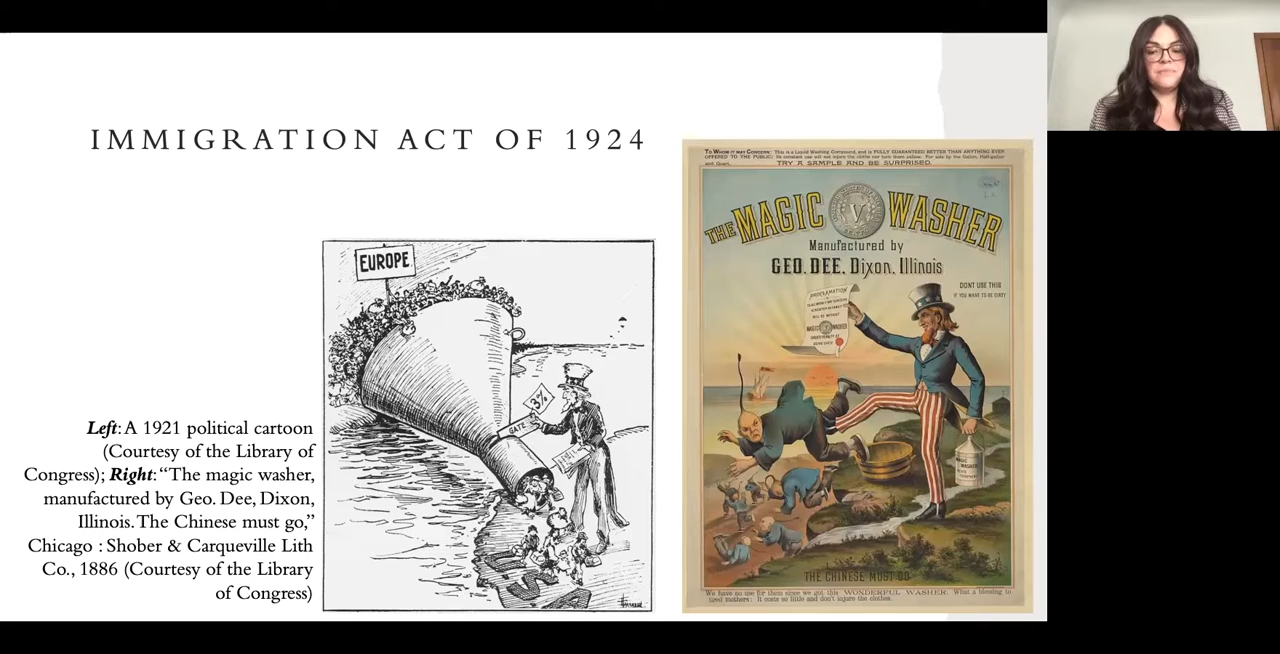 IMMIGRATION ACT OF 1924
Left: A 1921 political cartoon
(Courtesy of the Library of
Congress); Right: “The magic washer,
manufactured by Geo. Dee, Dixon,
Illinois. The Chinese must go,”
Chicago : Shober & Carqueville Lith
Co., 1886 (Courtesy of the Library
of Congress)
EUROPE
3%
GATE
TO WHOM IT MAY CONCERN: This is a Liquid Washing Compound, and is FULLY GUARANTEED BETTER THAN ANYTHING EVER
OFFERED TO THE PUBLIC; Its constant use will not injure the clothes nor turn them yellow. For sale by the Gallon, Half-gallon
and Quart.
TRY A SAMPLE AND BE SURPRISED.
THE MAGIC WASHER
V
Manufactured by
GEO. DEE, Dixon, Illinois
DONT USE THIS
IF YOU WANT TO BE DIRTY
PROCLAMATION
MAGIC WASHER
MAGIC
WASHER
THE CHINESE MUST GO
We have no use for them since we got this WONDERFUL WASHER. What a blessing to
tired mothers: It costs so little and don't injure the clothes.